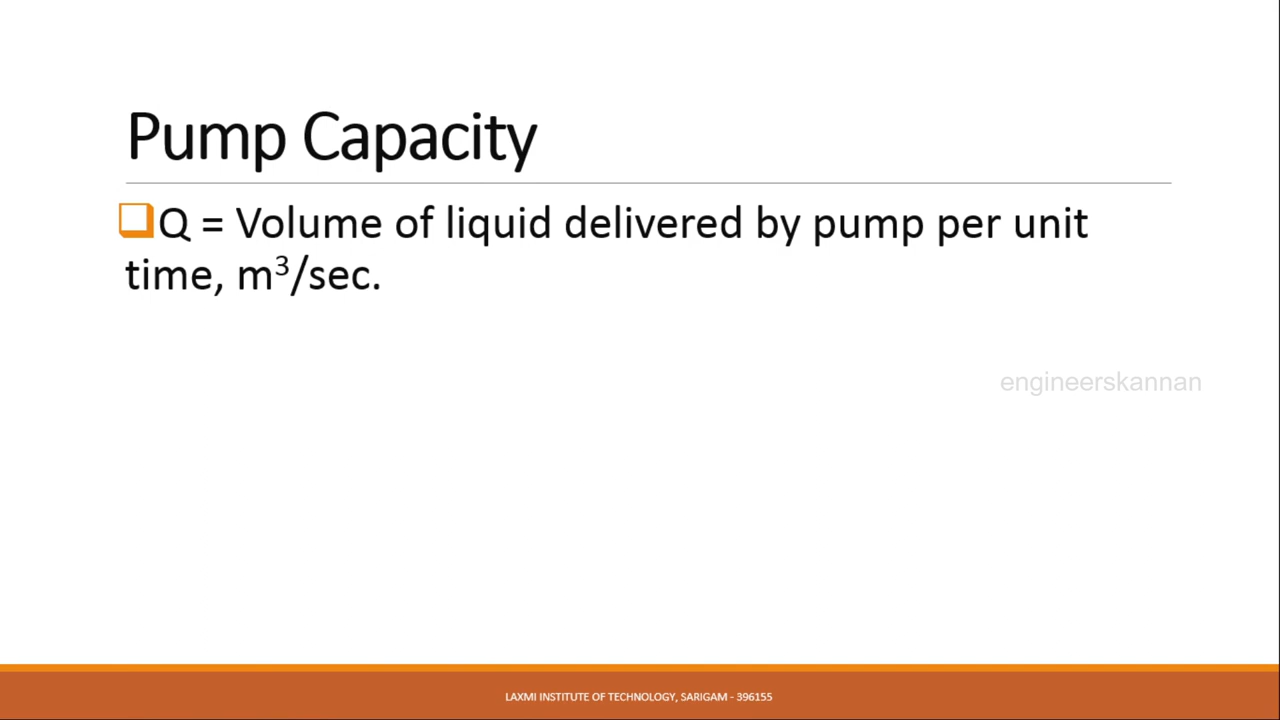 Pump Capacity
Q = Volume of liquid delivered by pump per unit
time, m³/sec.
engineerskannan
LAXMI INSTITUTE OF TECHNOLOGY, SARIGAM - 396155